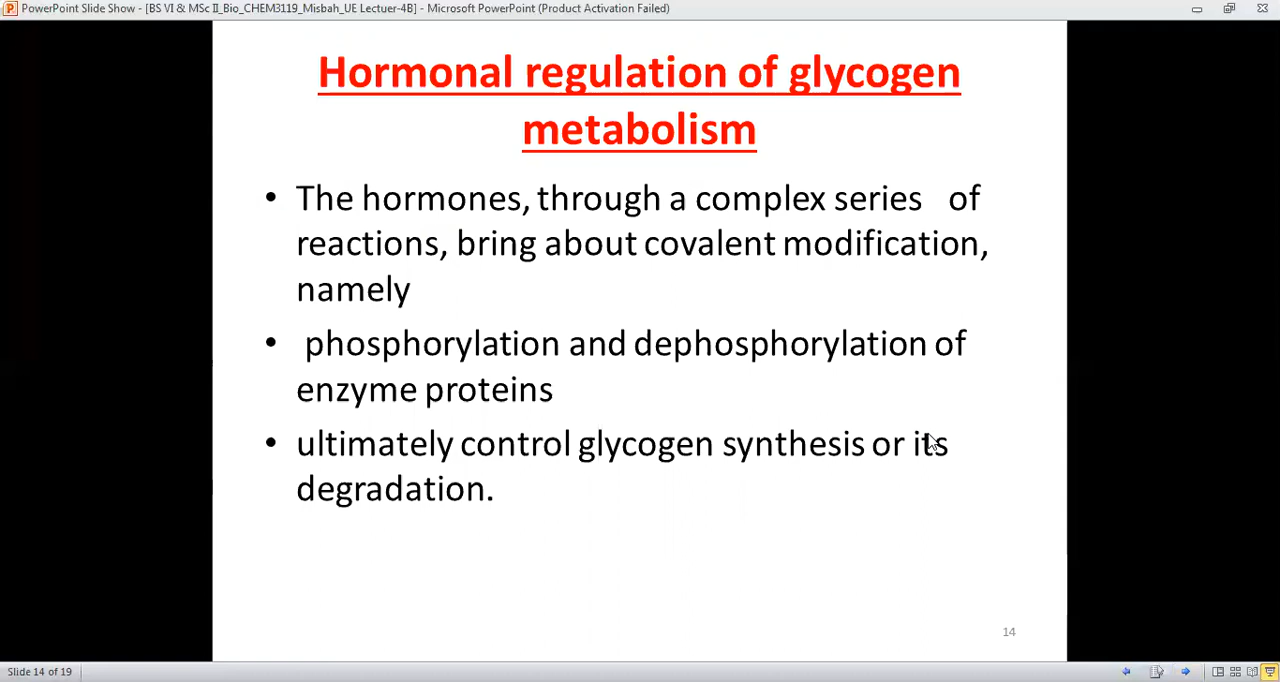 PowerPoint Slide Show - [BS VI & MSc II_Bio_CHEM3119_Misbah_UE Lectuer-4B] - Microsoft PowerPoint (Product Activation Failed)
Hormonal regulation of glycogen
metabolism
• The hormones, through a complex series of
reactions, bring about covalent modification,
namely
• phosphorylation and dephosphorylation of
enzyme proteins
• ultimately control glycogen synthesis or its
degradation.
14
Slide 14 of 19